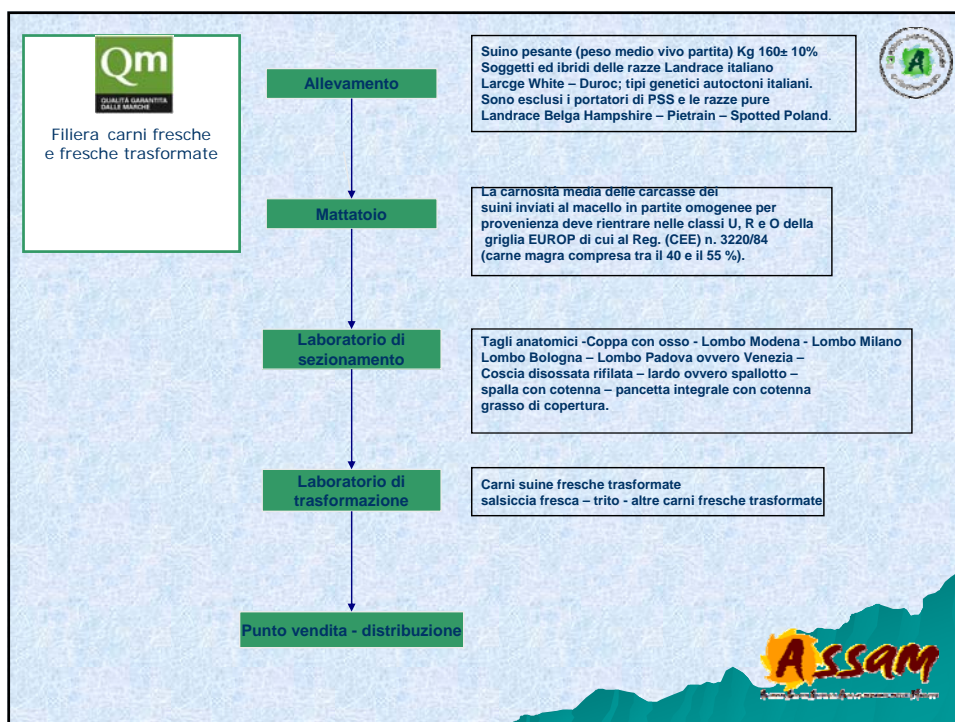 Qm
QUALITÀ GARANTITA
DALLE MARCHE
Filiera carni fresche
e fresche trasformate
Allevamento
Suino pesante (peso medio vivo partita) Kg 160± 10%
Soggetti ed ibridi delle razze Landrace italiano
Larcge White – Duroc; tipi genetici autoctoni italiani.
Sono esclusi i portatori di PSS e le razze pure
Landrace Belga Hampshire – Pietrain – Spotted Poland.
A
Mattatoio
La carnosità media delle carcasse dei
suini inviati al macello in partite omogenee per
provenienza deve rientrare nelle classi U, R e O della
griglia EUROP di cui al Reg. (CEE) n. 3220/84
(carne magra compresa tra il 40 e il 55 %).
Laboratorio di
sezionamento
Tagli anatomici -Coppa con osso - Lombo Modena - Lombo Milano
Lombo Bologna – Lombo Padova ovvero Venezia –
Coscia disossata rifilata – lardo ovvero spallotto –
spalla con cotenna – pancetta integrale con cotenna
grasso di copertura.
Laboratorio di
trasformazione
Carni suine fresche trasformate
salsiccia fresca – trito - altre carni fresche trasformate
Punto vendita - distribuzione
Assam